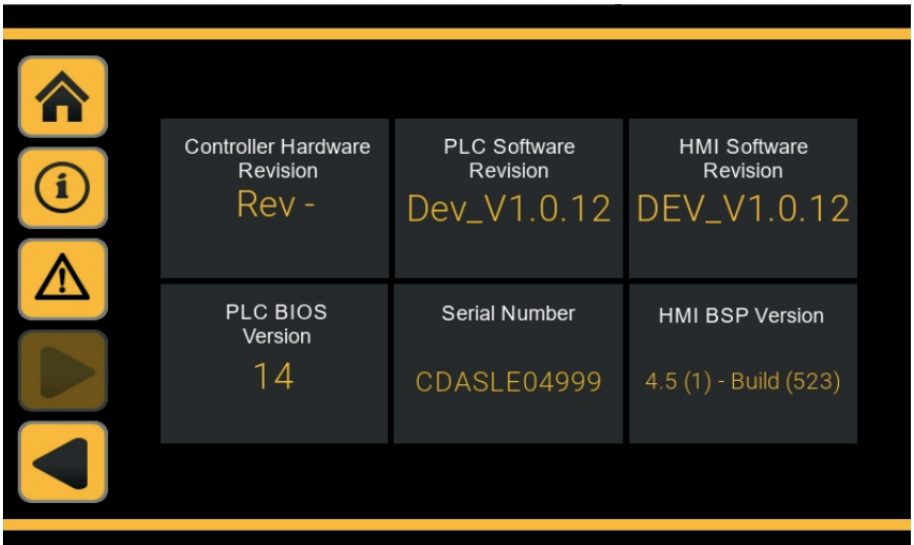 Controller Hardware
Revision
Rev -
PLC Software
Revision
Dev_V1.0.12
HMI Software
Revision
DEV_V1.0.12
PLC BIOS
Version
14
Serial Number
CDASLE04999
HMI BSP Version
4.5 (1) - Build (523)